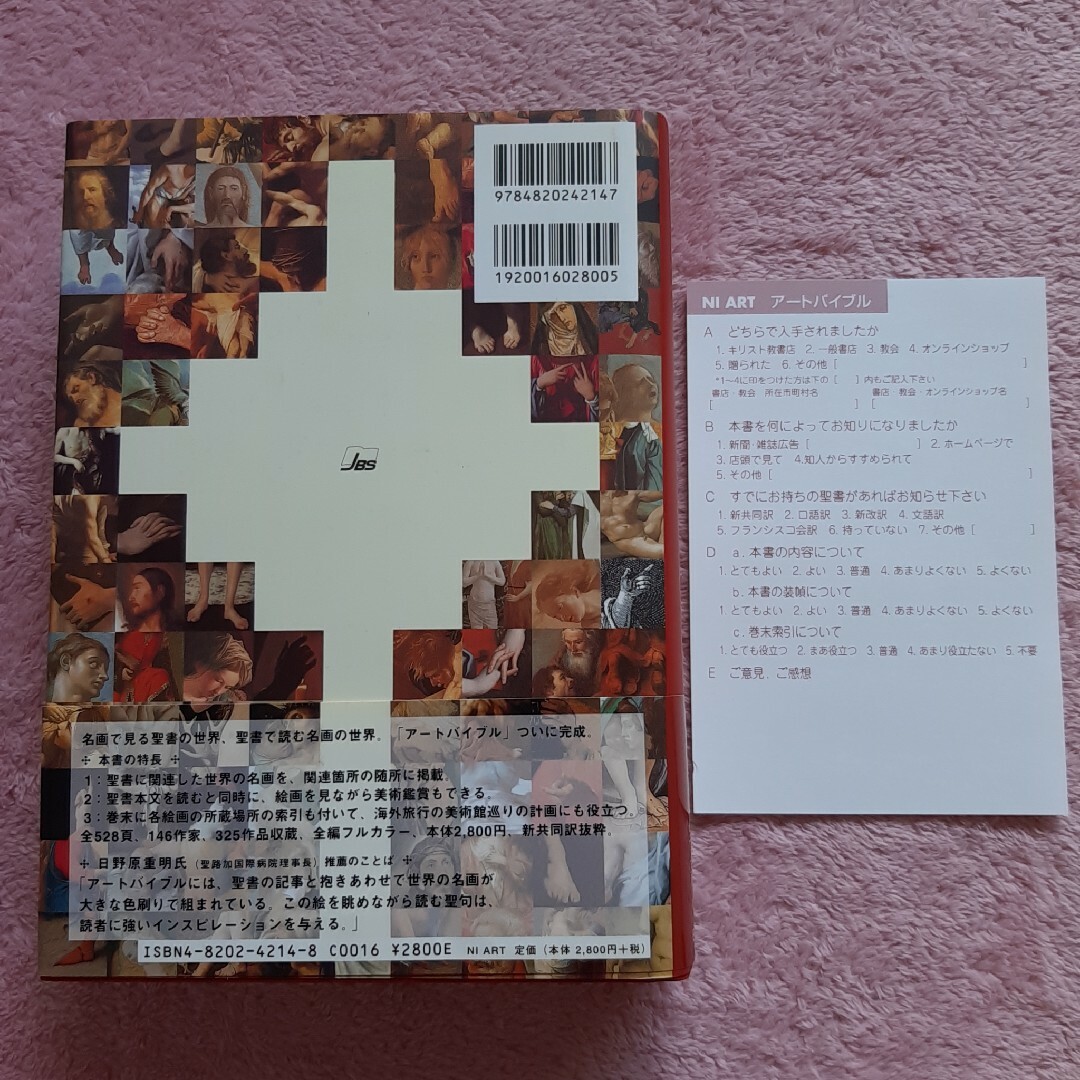 9784820242147
1920016028005
JBS
名画で見る聖書の世界、聖書で読む名画の世界。「アートバイブル」ついに完成。
✢ 本書の特長 ✢
1：聖書に関連した世界の名画を、関連箇所の随所に掲載。
2：聖書本文を読むと同時に、絵画を見ながら美術鑑賞もできる。
3：巻末に各絵画の所蔵場所の索引も付いて、海外旅行の美術館巡りの計画にも役立つ。
全528頁、146作家、325作品収蔵、全編フルカラー、本体2,800円、新共同訳抜粋。
✢ 日野原重明氏（聖路加国際病院理事長）推薦のことば ✢
「アートバイブルには、聖書の記事と抱きあわせで世界の名画が
大きな色刷りで組まれている。この絵を眺めながら読む聖句は、
読者に強いインスピレーションを与える。」
ISBN4-8202-4214-8 C0016 ¥2800E NI ART 定価（本体 2,800円+税）
NI ART アートバイブル
A どちらで入手されましたか
1. キリスト教書店 2. 一般書店 3. 教会 4. オンラインショップ
5. 贈られた 6. その他［ ］
*1〜4に印をつけた方は下の［ ］内もご記入下さい
書店・教会 所在市町村名 書店 教会・オンラインショップ名
［ ］ ［ ］
B 本書を何によってお知りになりましたか
1. 新聞・雑誌広告［ ］ 2. ホームページで
3. 店頭で見て 4.知人からすすめられて
5. その他［ ］
C すでにお持ちの聖書があればお知らせ下さい
1. 新共同訳 2. 口語訳 3. 新改訳 4. 文語訳
5. フランシスコ会訳 6. 持っていない 7. その他［ ］
D a. 本書の内容について
1. とてもよい 2. よい 3. 普通 4. あまりよくない 5. よくない
b. 本書の装幀について
1. とてもよい 2. よい 3. 普通 4. あまりよくない 5. よくない
c. 巻末索引について
1. とても役立つ 2. まあ役立つ 3. 普通 4. あまり役立たない 5. 不要
E ご意見、ご感想